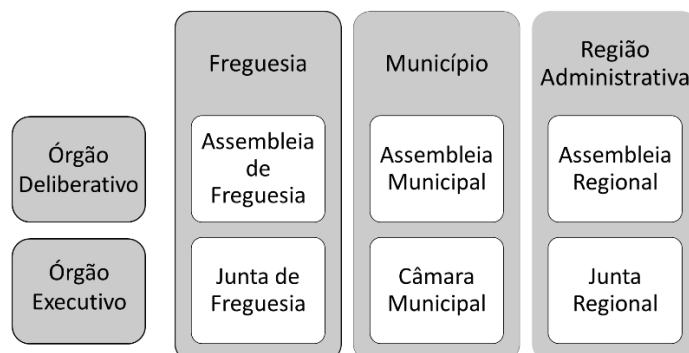 Freguesia
Município
Região
Administrativa
Órgão
Deliberativo
Assembleia
de
Freguesia
Assembleia
Municipal
Assembleia
Regional
Órgão
Executivo
Junta de
Freguesia
Câmara
Municipal
Junta
Regional